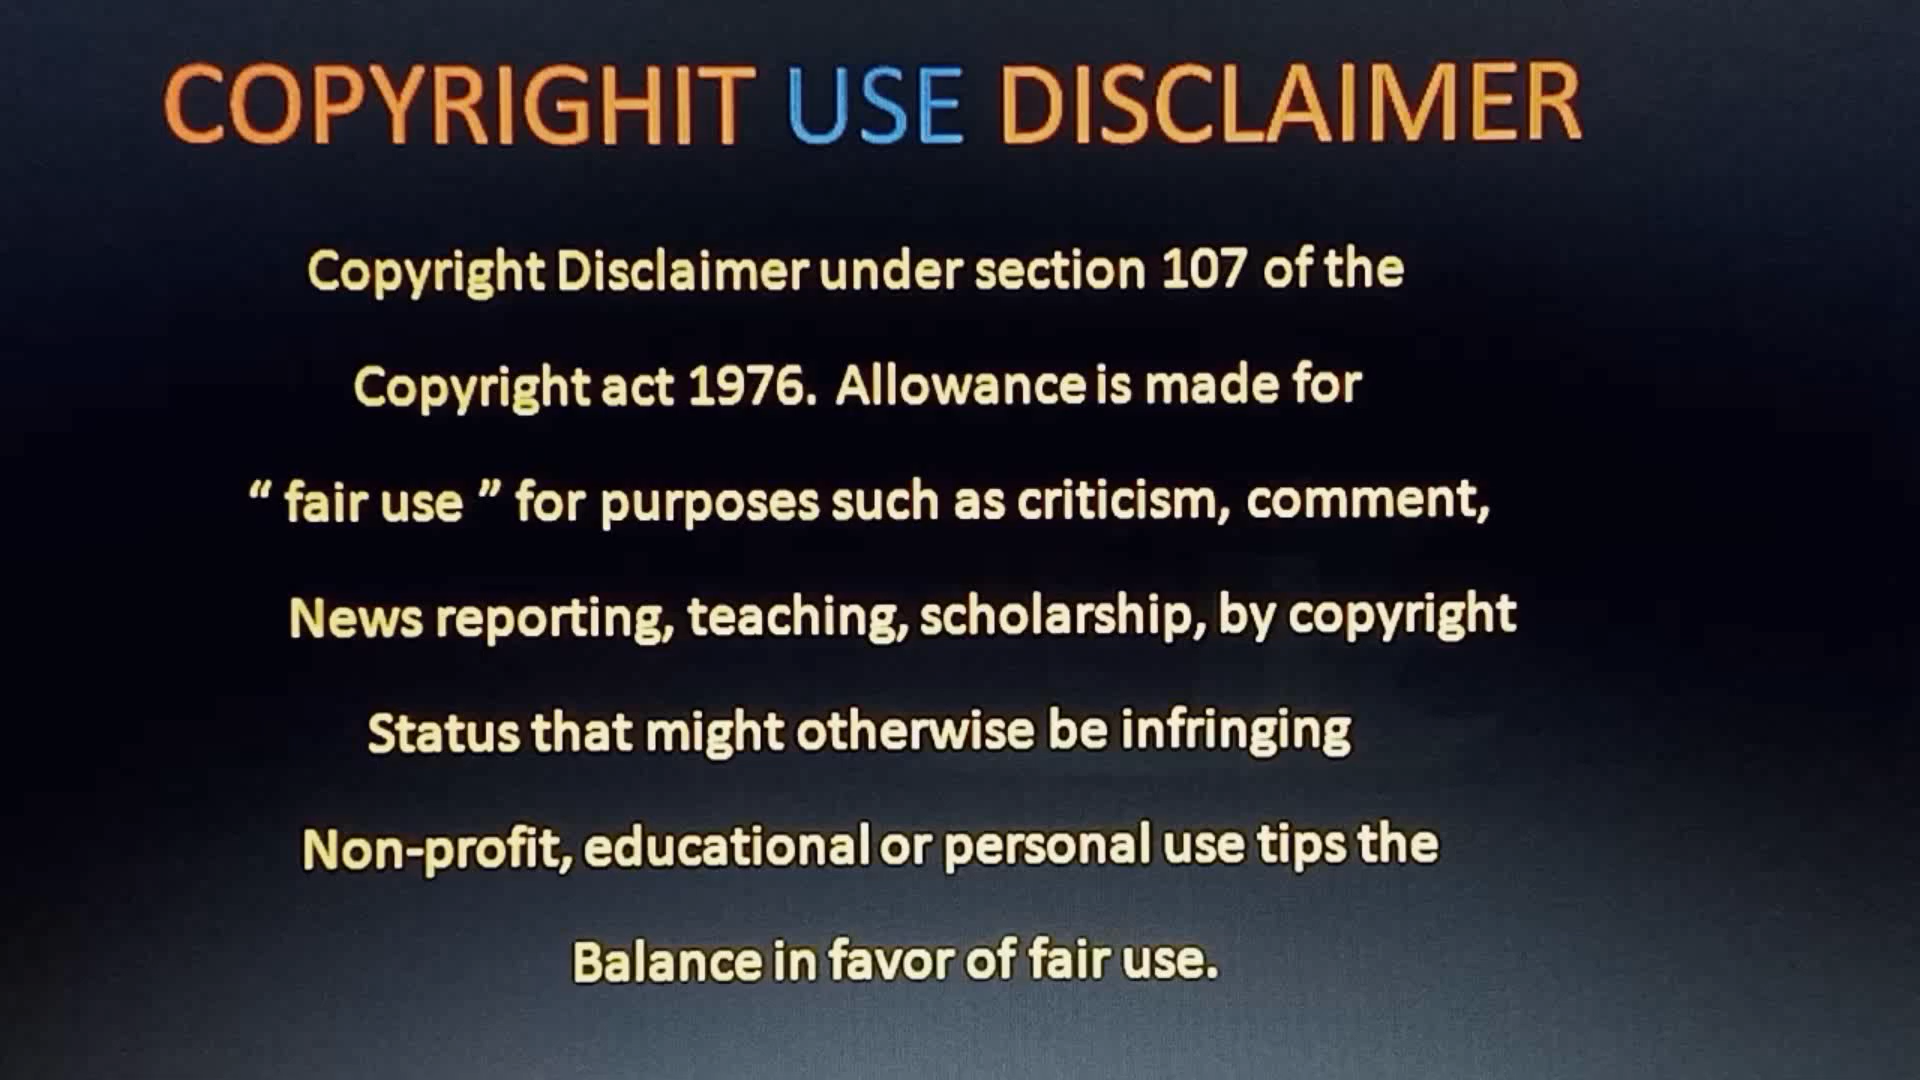 COPYRIGHIT USE DISCLAIMER
Copyright Disclaimer under section 107 of the
Copyright act 1976. Allowance is made for
“ fair use ” for purposes such as criticism, comment,
News reporting, teaching, scholarship, by copyright
Status that might otherwise be infringing
Non-profit, educational or personal use tips the
Balance in favor of fair use.